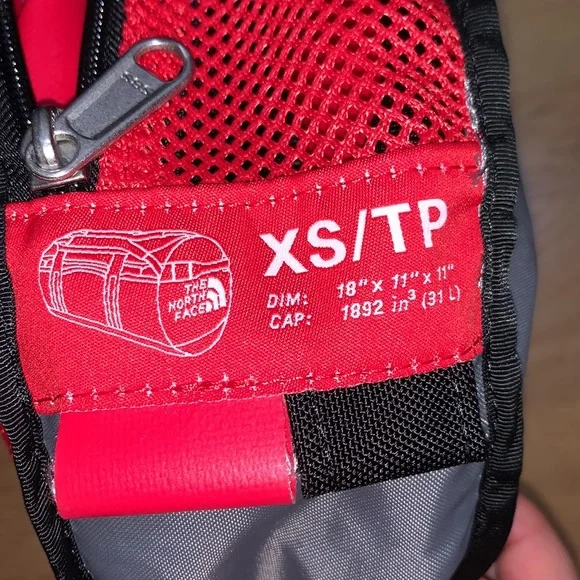 XS/TP
DIM: 18" x 11" x 11"
CAP: 1892 in³ (31 L)
THE
NORTH
FACE